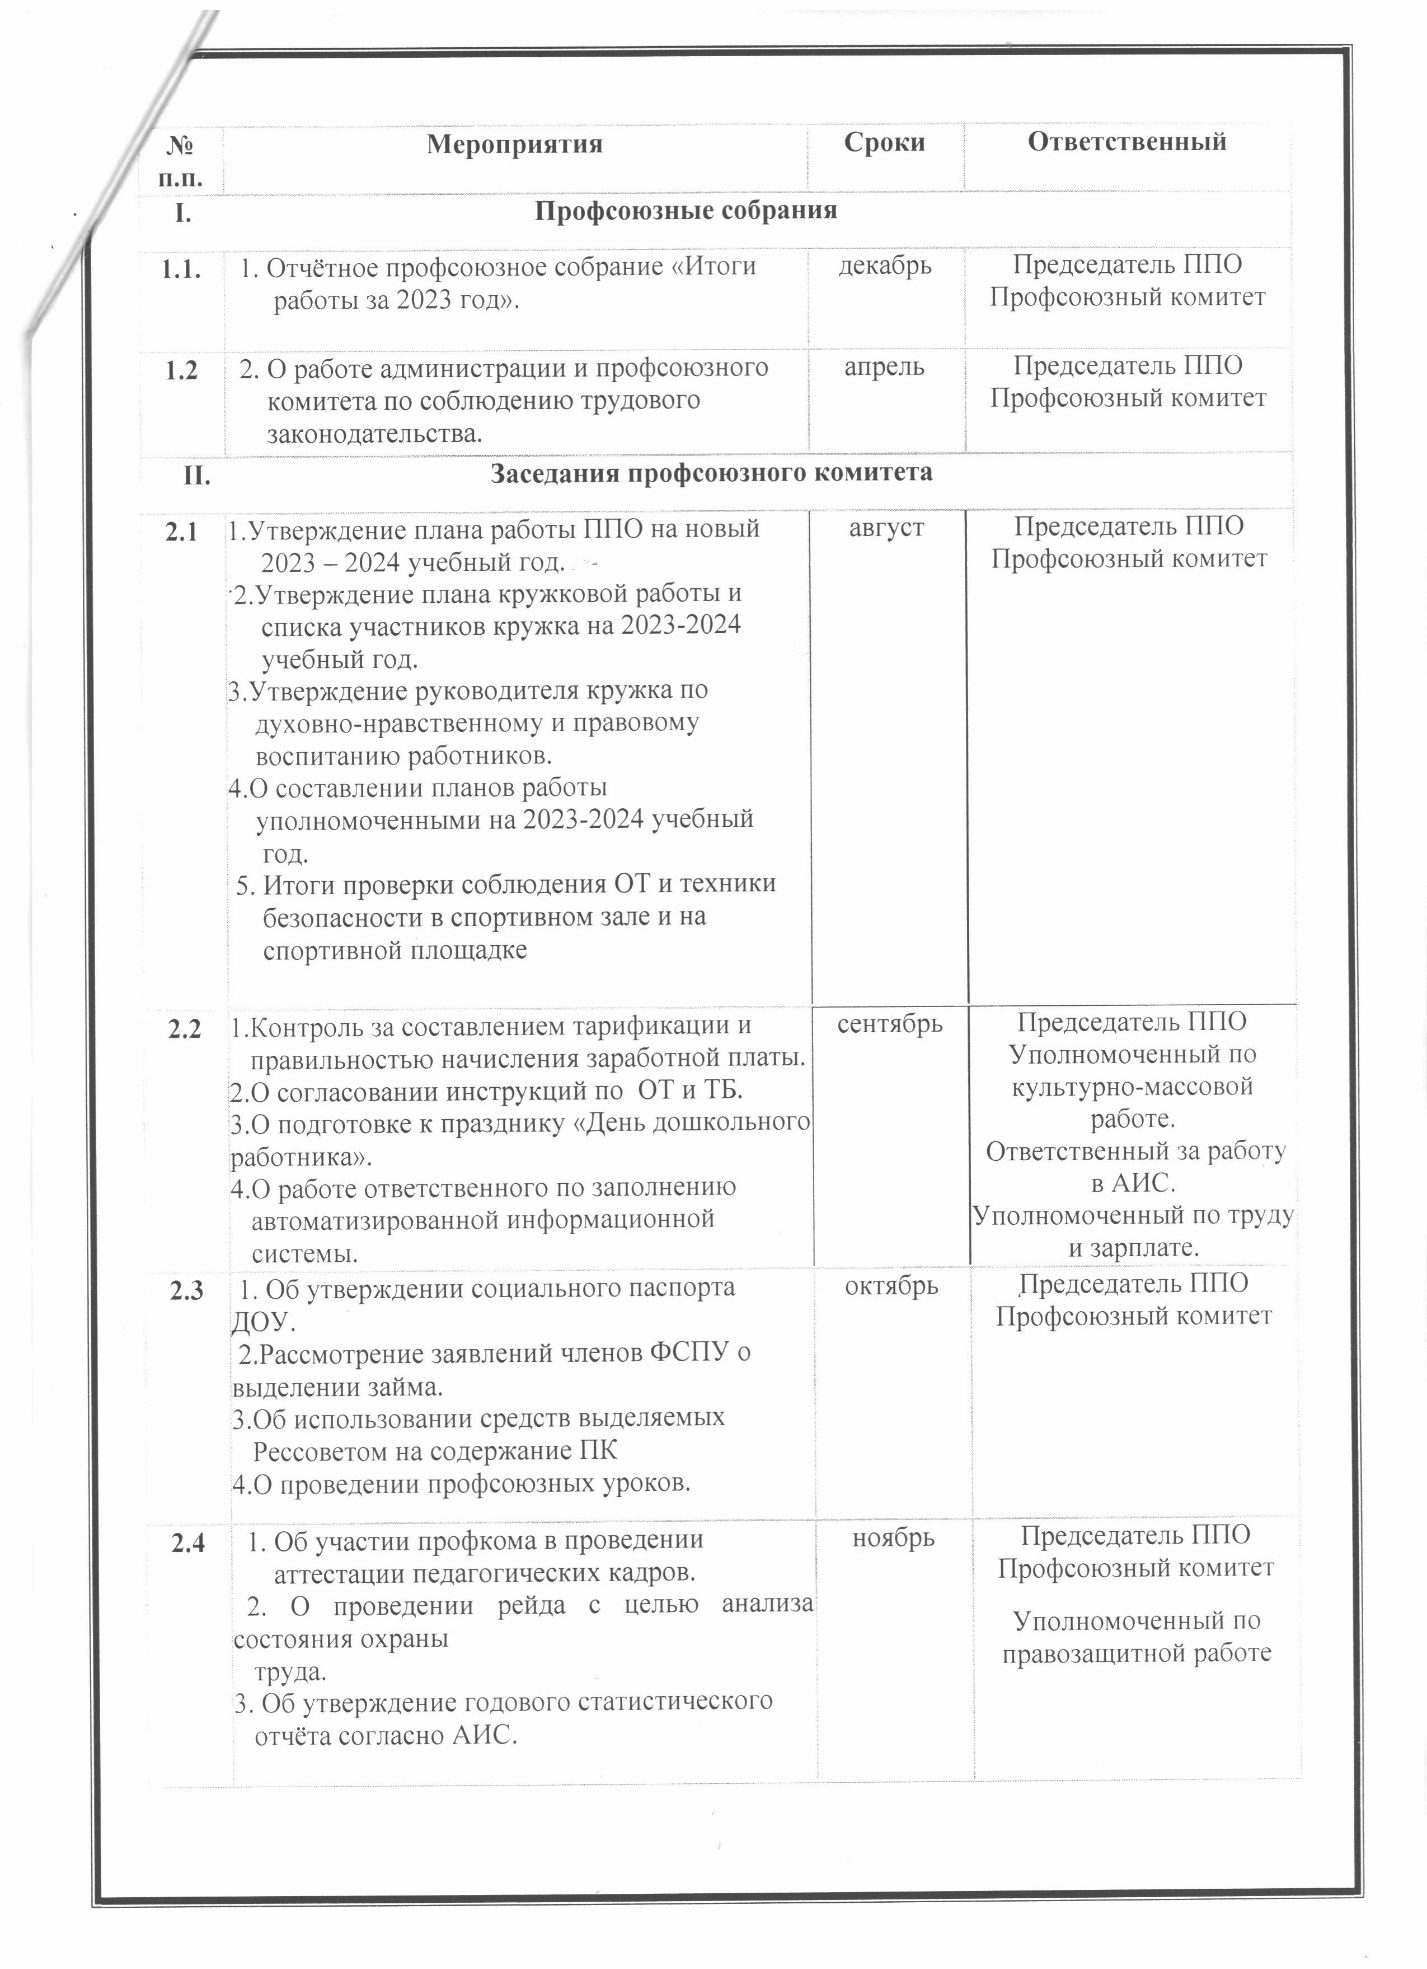 № п.п. Мероприятия Сроки Ответственный
I. Профсоюзные собрания
1.1. 1. Отчётное профсоюзное собрание «Итоги декабрь Председатель ППО
работы за 2023 год». Профсоюзный комитет
1.2 2. О работе администрации и профсоюзного апрель Председатель ППО
комитета по соблюдению трудового Профсоюзный комитет
законодательства.
II. Заседания профсоюзного комитета
2.1 1.Утверждение плана работы ППО на новый август Председатель ППО
2023 – 2024 учебный год. Профсоюзный комитет
2.Утверждение плана кружковой работы и
списка участников кружка на 2023-2024
учебный год.
3.Утверждение руководителя кружка по
духовно-нравственному и правовому
воспитанию работников.
4.О составлении планов работы
уполномоченными на 2023-2024 учебный
год.
5. Итоги проверки соблюдения ОТ и техники
безопасности в спортивном зале и на
спортивной площадке
2.2 1.Контроль за составлением тарификации и сентябрь Председатель ППО
правильностью начисления заработной платы. Уполномоченный по
2.О согласовании инструкций по ОТ и ТБ. культурно-массовой
3.О подготовке к празднику «День дошкольного работе.
работника». Ответственный за работу
4.О работе ответственного по заполнению в АИС.
автоматизированной информационной Уполномоченный по труду
системы. и зарплате.
2.3 1. Об утверждении социального паспорта октябрь Председатель ППО
ДОУ. Профсоюзный комитет
2.Рассмотрение заявлений членов ФСПУ о
выделении займа.
3.Об использовании средств выделяемых
Рессоветом на содержание ПК
4.О проведении профсоюзных уроков.
2.4 1. Об участии профкома в проведении ноябрь Председатель ППО
аттестации педагогических кадров. Профсоюзный комитет
2. О проведении рейда с целью анализа Уполномоченный по
состояния охраны правозащитной работе
труда.
3. Об утверждение годового статистического
отчёта согласно АИС.